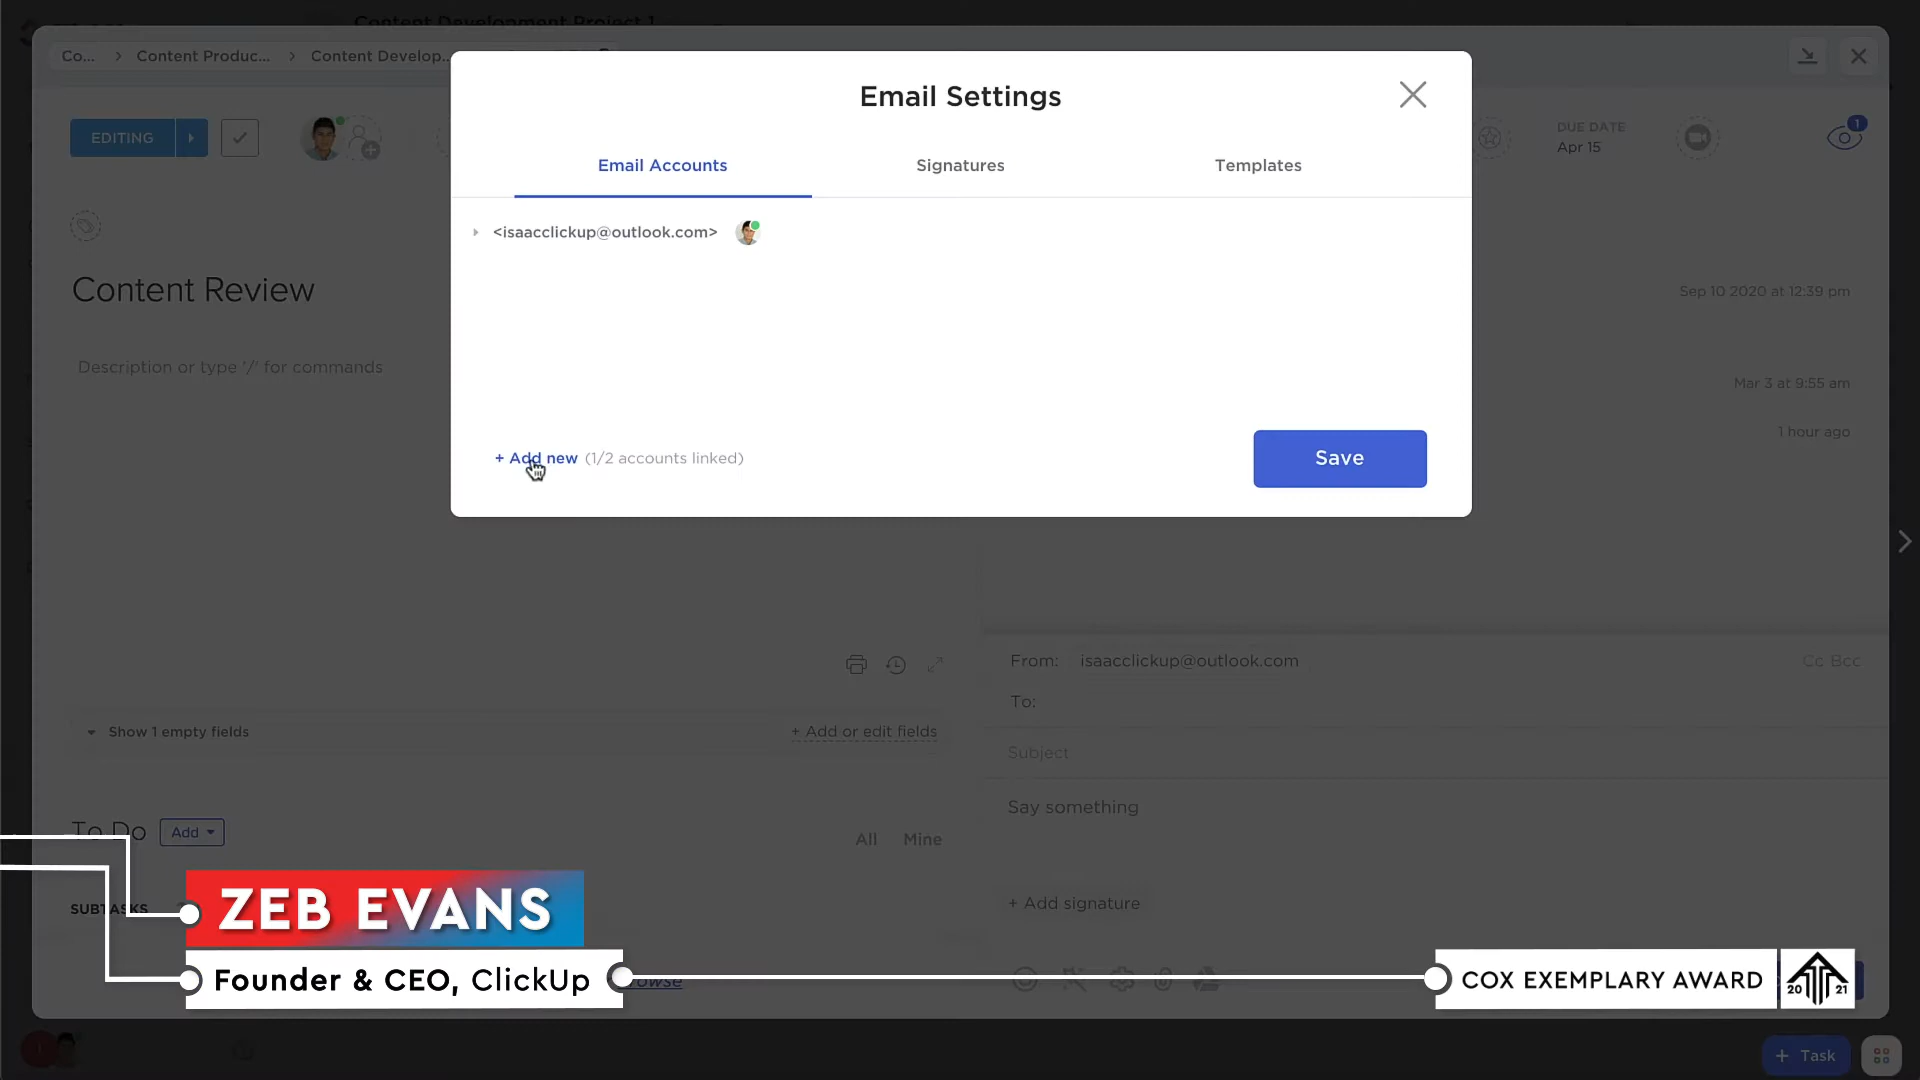 Content Development Project 1
Co... > Content Produc... > Content Develop...
Email Settings
EDITING
DUE DATE
Apr 15
1
Email Accounts
Signatures
Templates
<isaacclickup@outlook.com>
Content Review
Sep 10 2020 at 12:39 pm
Description or type '/' for commands
Mar 3 at 9:55 am
1 hour ago
+ Add new (1/2 accounts linked)
Save
From: isaacclickup@outlook.com
Cc Bcc
To:
Show 1 empty fields
+ Add or edit fields
Subject
Say something
To Do
Add
All
Mine
SUBTASKS
+ Add signature
ZEB EVANS
Founder & CEO, ClickUp
COX EXEMPLARY AWARD
20 21
+ Task